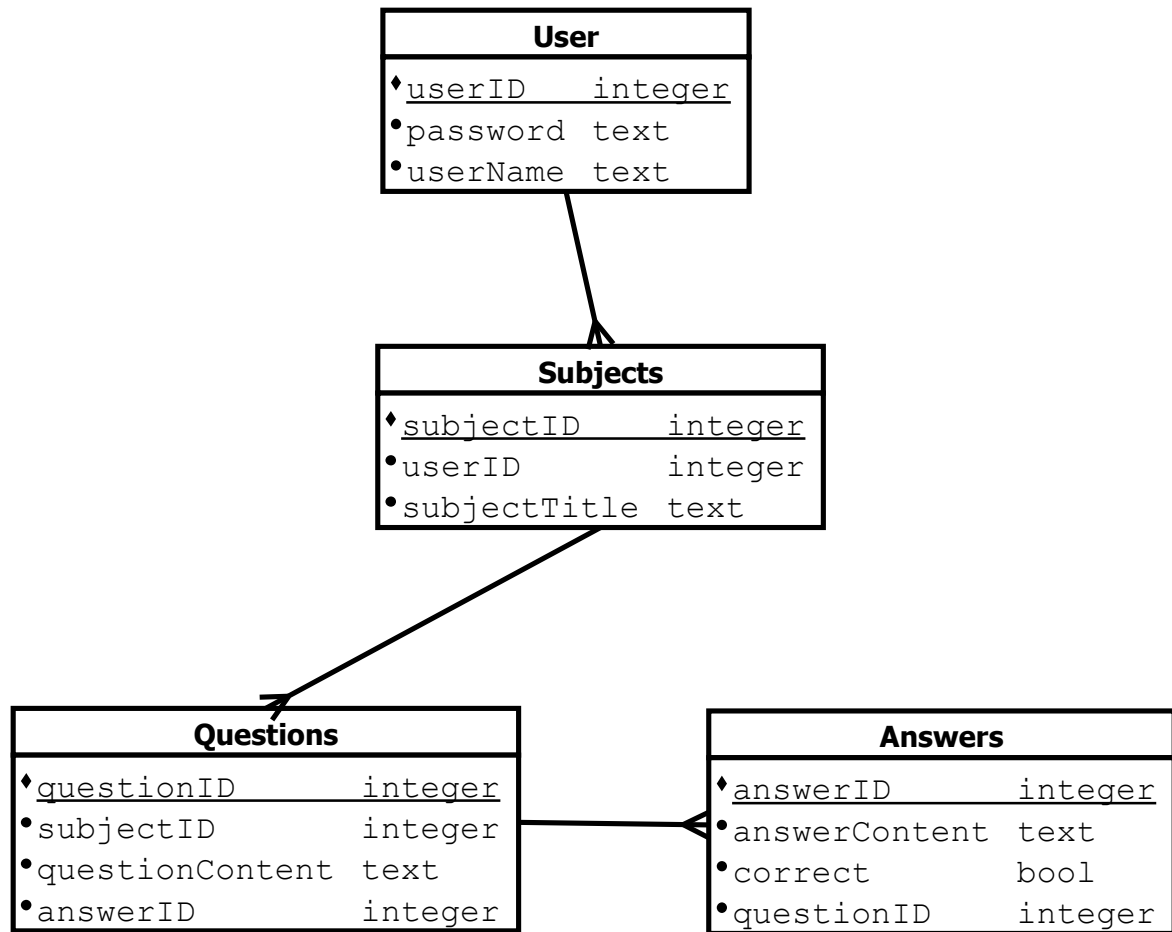 User
userID integer
password text
userName text
Subjects
subjectID integer
userID integer
subjectTitle text
Questions
questionID integer
subjectID integer
questionContent text
answerID integer
Answers
answerID integer
answerContent text
correct bool
questionID integer